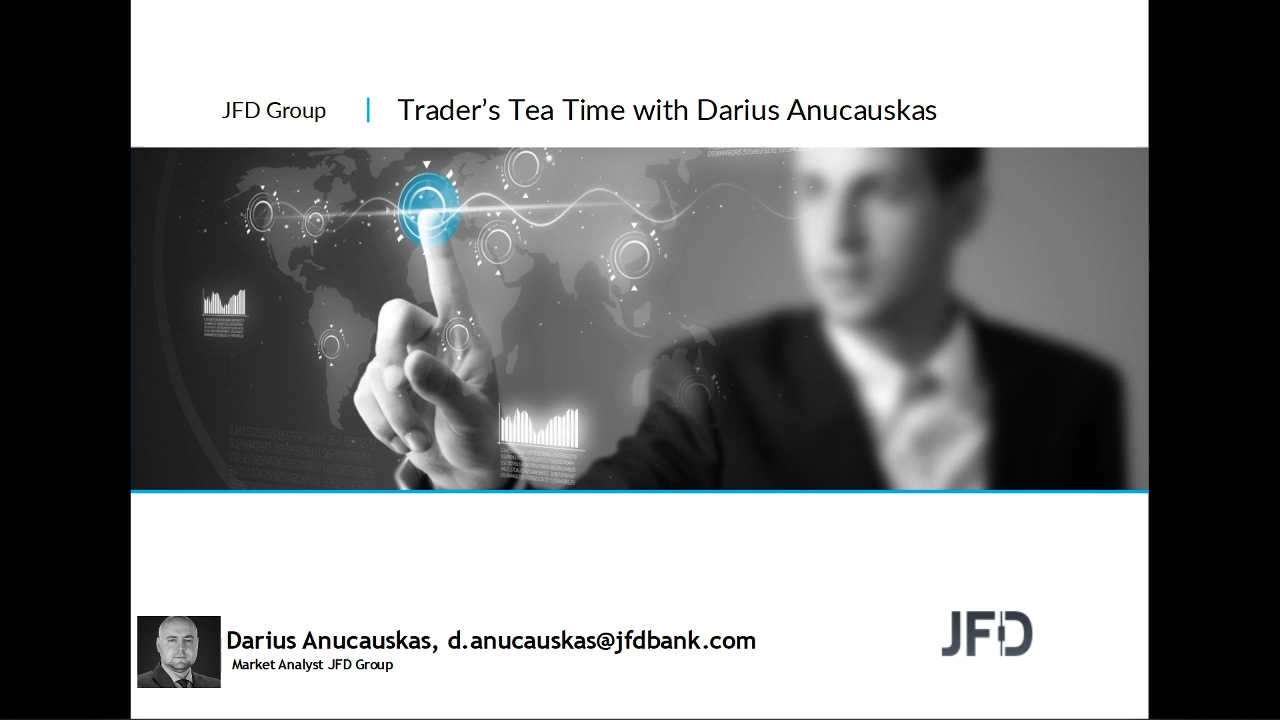 JFD Group | Trader's Tea Time with Darius Anucauskas
Darius Anucauskas, d.anucauskas@jfdbank.com
Market Analyst JFD Group
JFD